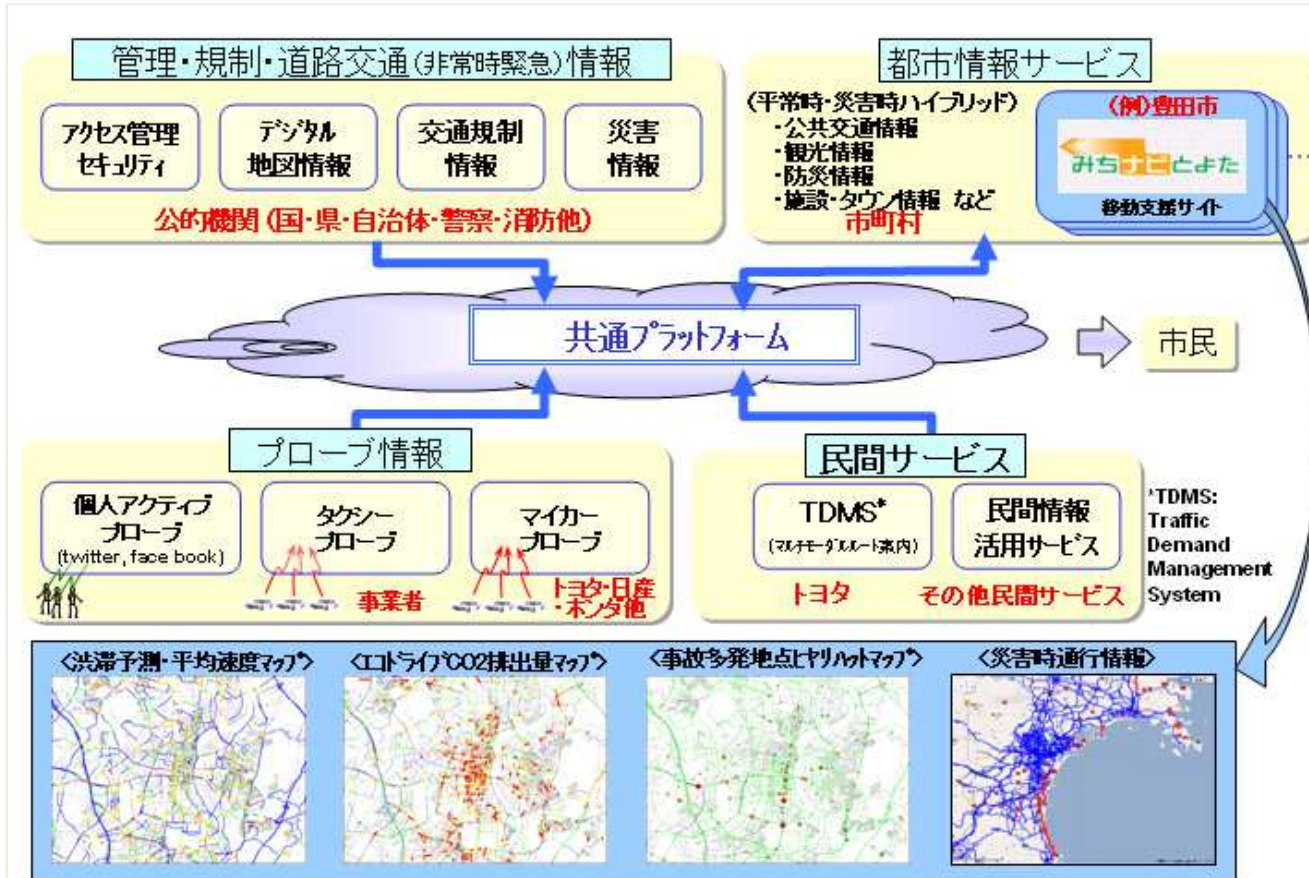 管理・規制・道路交通(非常時緊急)情報
アクセス管理
セキュリティ
デジタル
地図情報
交通規制
情報
災害
情報
公的機関(国・県・自治体・警察・消防他)
都市情報サービス
(平常時・災害時ハイブリッド)
・公共交通情報
・観光情報
・防災情報
・施設・タウン情報 など
市町村
(例)豊田市
みちナビとよた
移動支援サイト
共通プラットフォーム
市民
プローブ情報
個人アクティブ
プローブ
(twitter, face book)
タクシー
プローブ
事業者
マイカー
プローブ
トヨタ・日産
・ホンダ他
民間サービス
TDMS*
(マルチモーダルルート案内)
トヨタ
民間情報
活用サービス
その他民間サービス
*TDMS:
Traffic
Demand
Management
System
<渋滞予測・平均速度マップ>
<エコドライブCO2排出量マップ>
<事故多発地点ヒヤリハットマップ>
<災害時通行情報>